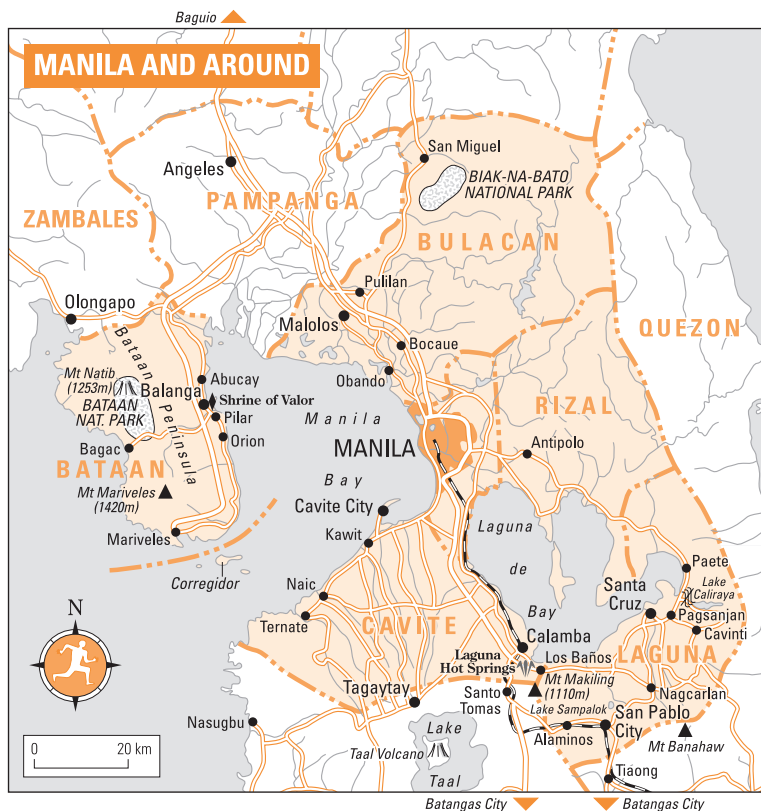 Baguio
MANILA AND AROUND
San Miguel
Angeles
BIAK-NA-BATO
NATIONAL PARK
PAMPANGA
ZAMBALES
BULACAN
Pulilan
Olongapo
Malolos
QUEZON
Bocaue
Bataan Peninsula
Mt Natib
(1253m)
Abucay
Obando
Balanga
Shrine of Valor
BATAAN
NAT. PARK
Pilar
Manila
Bay
RIZAL
Orion
MANILA
Antipolo
Bagac
BATAAN
Mt Mariveles
(1420m)
Cavite City
Laguna
de
Bay
Mariveles
Kawit
Corregidor
Paete
Lake
Caliraya
Naic
Santa
Cruz
Pagsanjan
N
Ternate
CAVITE
Cavinti
Calamba
Laguna
Hot Springs
Los Baños
LAGUNA
Mt Makiling
(1110m)
Tagaytay
Santo
Tomas
Nagcarlan
Lake Sampalok
San Pablo
City
Nasugbu
Alaminos
Mt Banahaw
0
20 km
Lake
Taal
Taal Volcano
Tiaong
Batangas City
Batangas City